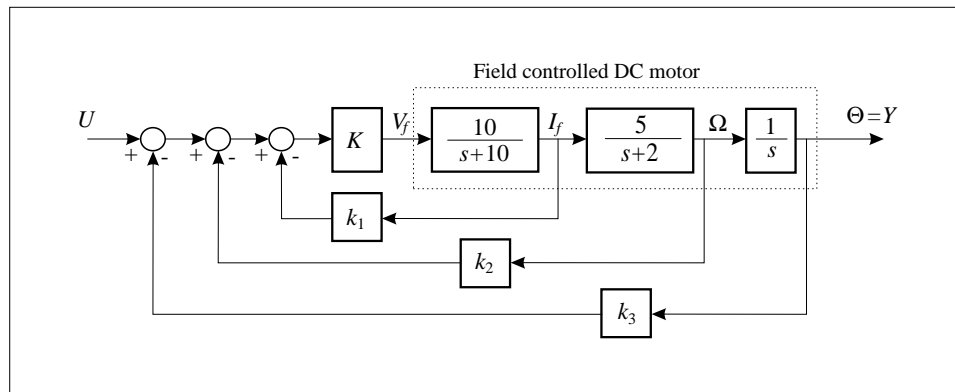 Field controlled DC motor
U
K
V_f
10
s+10
I_f
5
s+2
Ω
1
s
Θ=Y
+ -
+ -
+ -
k_1
k_2
k_3